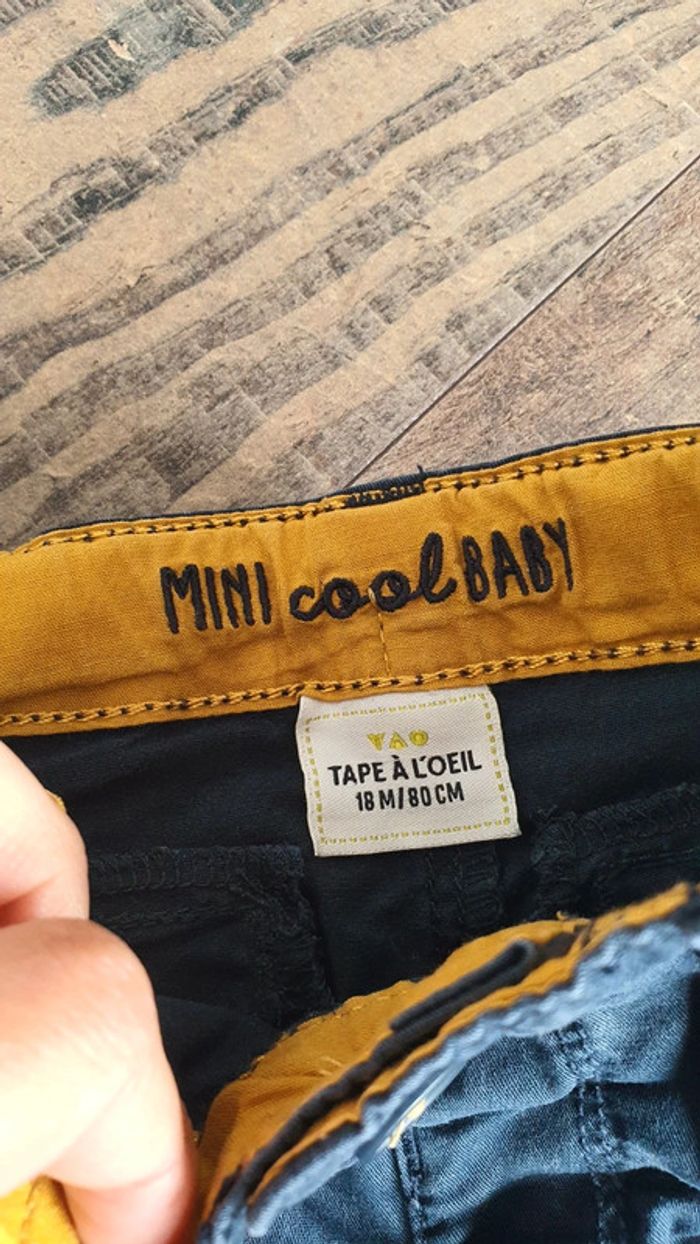 MINI cool BABY
TAO
TAPE À L'OEIL
18 M/80 CM